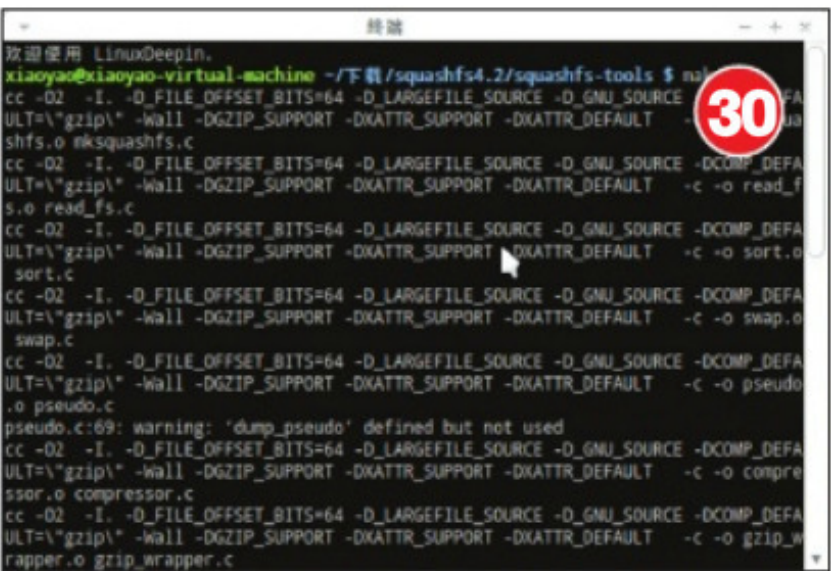 终端
欢迎使用 LinuxDeepin.
xiaoyao@xiaoyao-virtual-machine ~/下载/squashfs4.2/squashfs-tools $
30
cc -O2 -I. -D_FILE_OFFSET_BITS=64 -D_LARGEFILE_SOURCE -D_GNU_SOURCE
ULT=\"gzip\" -Wall -DGZIP_SUPPORT -DXATTR_SUPPORT -DXATTR_DEFAULT
shfs.o mksquashfs.c
cc -O2 -I. -D_FILE_OFFSET_BITS=64 -D_LARGEFILE_SOURCE -D_GNU_SOURCE -DCOMP_DEFA
ULT=\"gzip\" -Wall -DGZIP_SUPPORT -DXATTR_SUPPORT -DXATTR_DEFAULT -c -o read_f
s.o read_fs.c
cc -O2 -I. -D_FILE_OFFSET_BITS=64 -D_LARGEFILE_SOURCE -D_GNU_SOURCE -DCOMP_DEFA
ULT=\"gzip\" -Wall -DGZIP_SUPPORT -DXATTR_SUPPORT -DXATTR_DEFAULT -c -o sort.o
sort.c
cc -O2 -I. -D_FILE_OFFSET_BITS=64 -D_LARGEFILE_SOURCE -D_GNU_SOURCE -DCOMP_DEFA
ULT=\"gzip\" -Wall -DGZIP_SUPPORT -DXATTR_SUPPORT -DXATTR_DEFAULT -c -o swap.o
swap.c
cc -O2 -I. -D_FILE_OFFSET_BITS=64 -D_LARGEFILE_SOURCE -D_GNU_SOURCE -DCOMP_DEFA
ULT=\"gzip\" -Wall -DGZIP_SUPPORT -DXATTR_SUPPORT -DXATTR_DEFAULT -c -o pseudo
.o pseudo.c
pseudo.c:69: warning: 'dump_pseudo' defined but not used
cc -O2 -I. -D_FILE_OFFSET_BITS=64 -D_LARGEFILE_SOURCE -D_GNU_SOURCE -DCOMP_DEFA
ULT=\"gzip\" -Wall -DGZIP_SUPPORT -DXATTR_SUPPORT -DXATTR_DEFAULT -c -o compre
ssor.o compressor.c
cc -O2 -I. -D_FILE_OFFSET_BITS=64 -D_LARGEFILE_SOURCE -D_GNU_SOURCE -DCOMP_DEFA
ULT=\"gzip\" -Wall -DGZIP_SUPPORT -DXATTR_SUPPORT -DXATTR_DEFAULT -c -o gzip_w
rapper.o gzip_wrapper.c